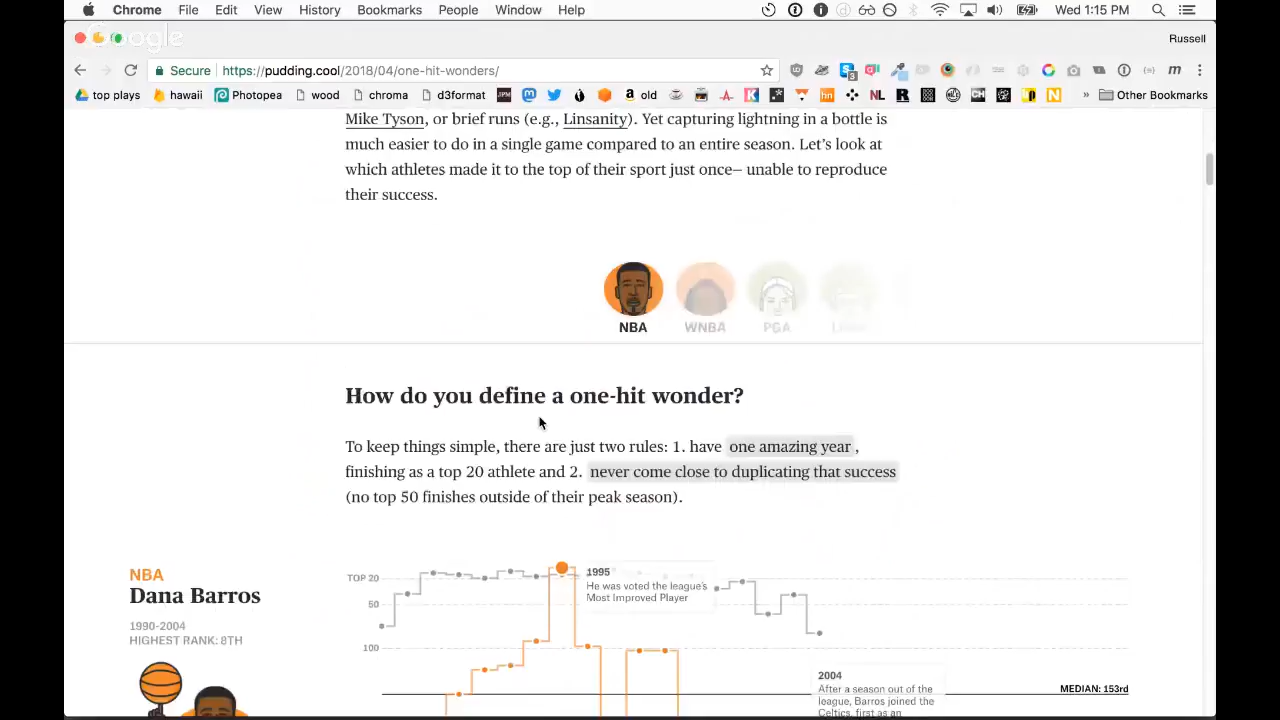 Chrome File Edit View History Bookmarks People Window Help Wed 1:15 PM
Google
Russell
Secure https://pudding.cool/2018/04/one-hit-wonders/
top plays hawaii Photopea wood chroma d3format old » Other Bookmarks
Mike Tyson, or brief runs (e.g., Linsanity). Yet capturing lightning in a bottle is
much easier to do in a single game compared to an entire season. Let’s look at
which athletes made it to the top of their sport just once— unable to reproduce
their success.
NBA WNBA PGA
How do you define a one-hit wonder?
To keep things simple, there are just two rules: 1. have one amazing year,
finishing as a top 20 athlete and 2. never come close to duplicating that success
(no top 50 finishes outside of their peak season).
NBA
Dana Barros
1990-2004
HIGHEST RANK: 8TH
TOP 20
50
100
1995
He was voted the league's
Most Improved Player
2004
After a season out of the
league, Barros joined the
Celtics, first as an
MEDIAN: 153rd